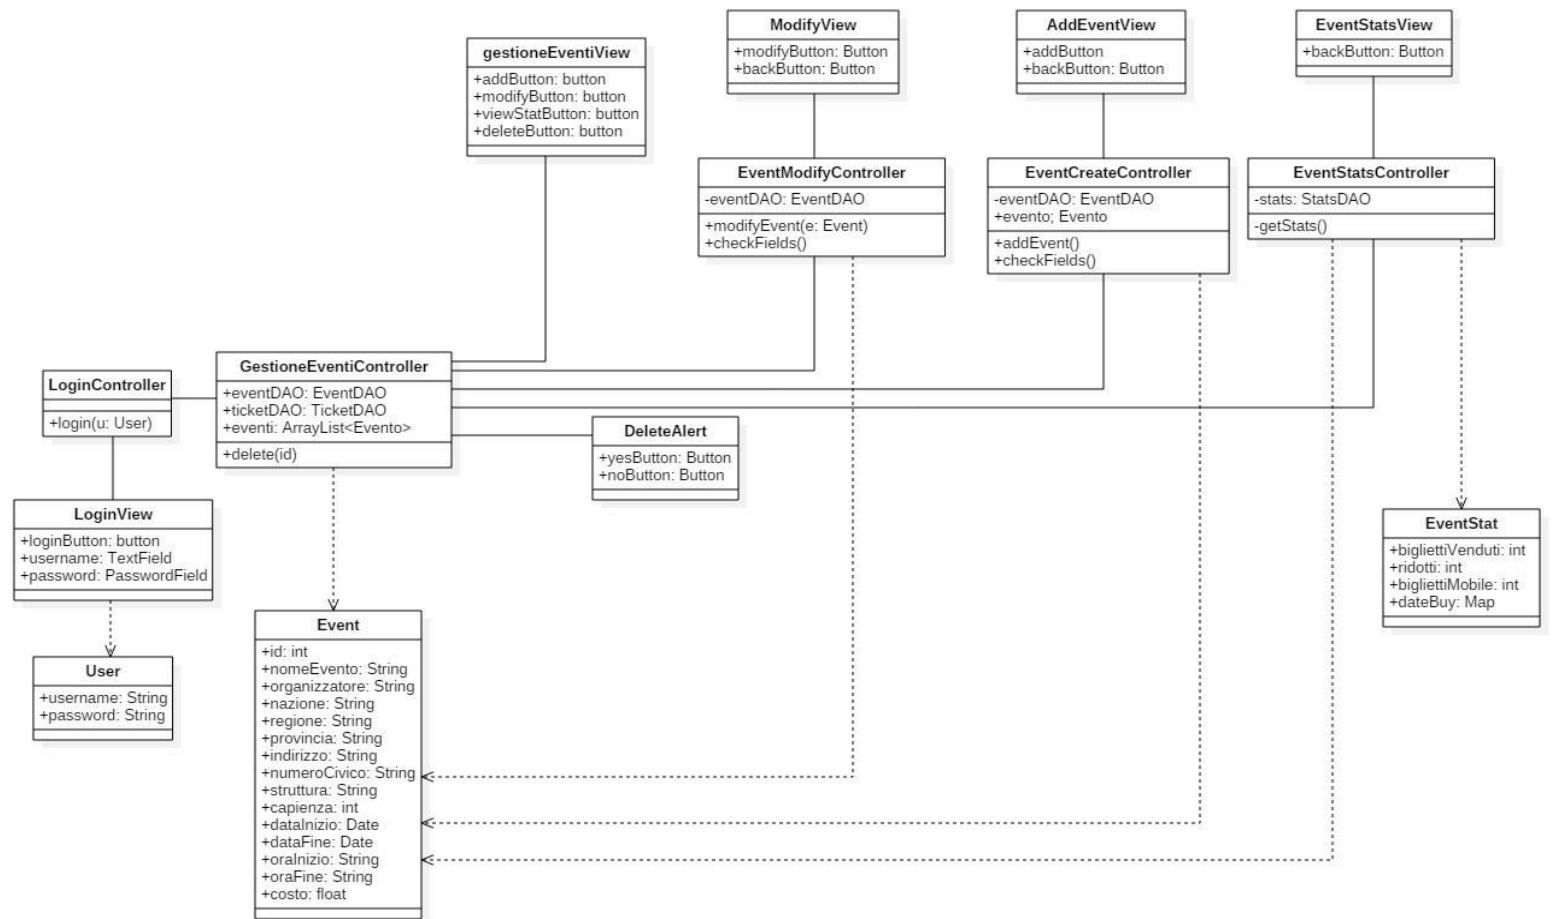 gestioneEventiView
+addButton: button
+modifyButton: button
+viewStatButton: button
+deleteButton: button
ModifyView
+modifyButton: Button
+backButton: Button
AddEventView
+addButton
+backButton: Button
EventStatsView
+backButton: Button
EventModifyController
-eventDAO: EventDAO
+modifyEvent(e: Event)
+checkFields()
EventCreateController
-eventDAO: EventDAO
+evento; Evento
+addEvent()
+checkFields()
EventStatsController
-stats: StatsDAO
-getStats()
LoginController
+login(u: User)
GestioneEventiController
+eventDAO: EventDAO
+ticketDAO: TicketDAO
+eventi: ArrayList<Evento>
+delete(id)
DeleteAlert
+yesButton: Button
+noButton: Button
LoginView
+loginButton: button
+username: TextField
+password: PasswordField
EventStat
+bigliettiVenduti: int
+ridotti: int
+bigliettiMobile: int
+dateBuy: Map
User
+username: String
+password: String
Event
+id: int
+nomeEvento: String
+organizzatore: String
+nazione: String
+regione: String
+provincia: String
+indirizzo: String
+numeroCivico: String
+struttura: String
+capienza: int
+dataInizio: Date
+dataFine: Date
+oraInizio: String
+oraFine: String
+costo: float